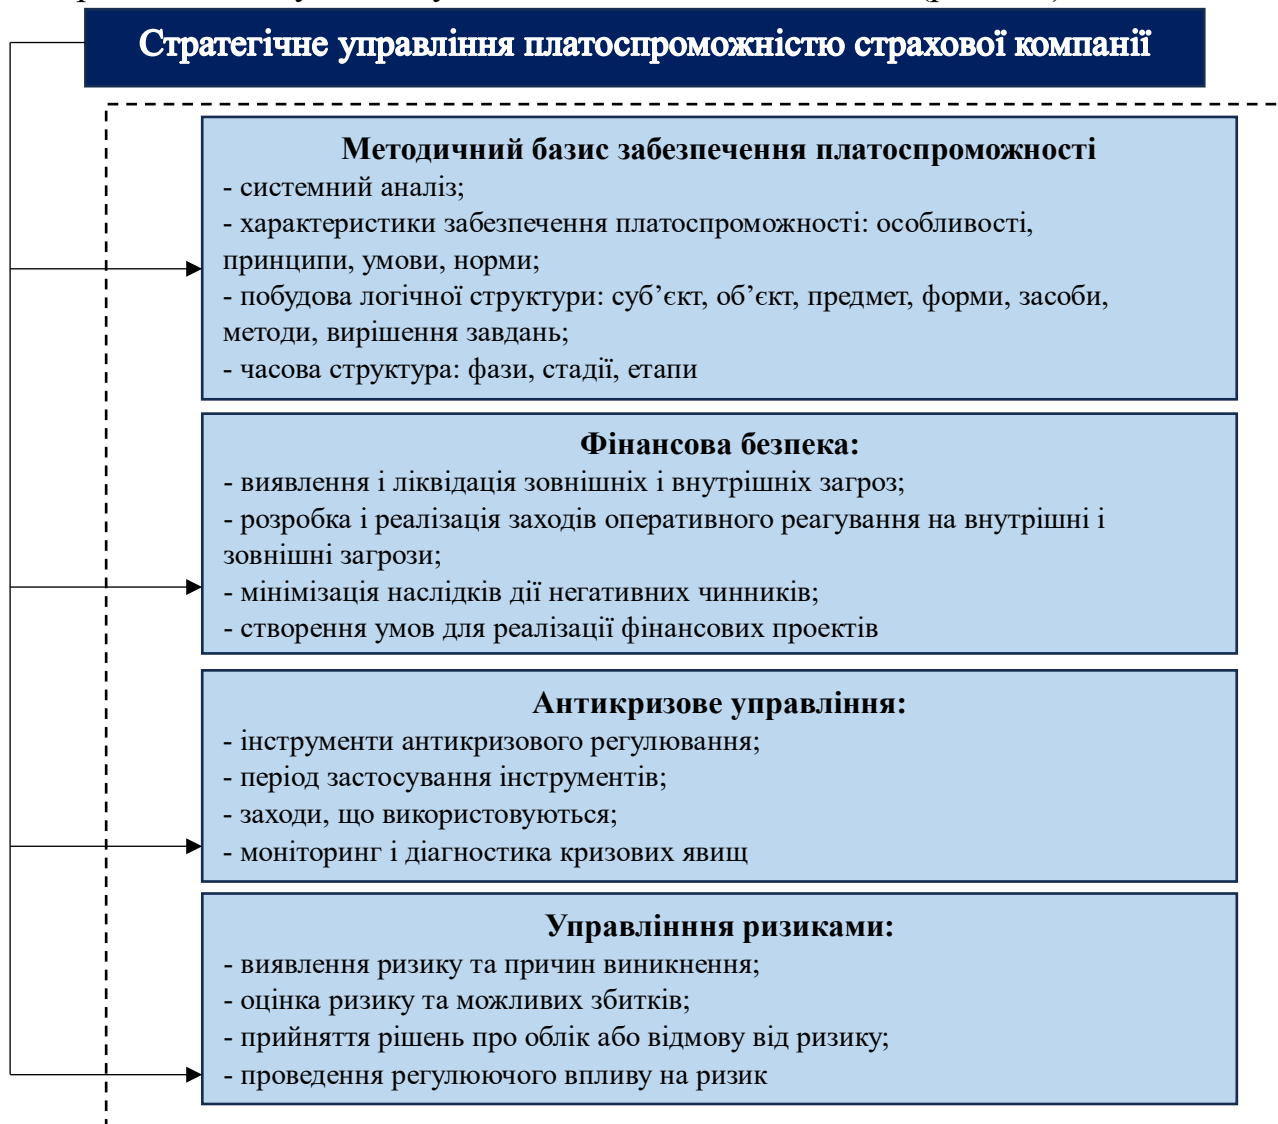 Стратегічне управління платоспроможністю страхової компанії
Методичний базис забезпечення платоспроможності
- системний аналіз;
- характеристики забезпечення платоспроможності: особливості,
принципи, умови, норми;
- побудова логічної структури: суб’єкт, об’єкт, предмет, форми, засоби,
методи, вирішення завдань;
- часова структура: фази, стадії, етапи
Фінансова безпека:
- виявлення і ліквідація зовнішніх і внутрішніх загроз;
- розробка і реалізація заходів оперативного реагування на внутрішні і
зовнішні загрози;
- мінімізація наслідків дії негативних чинників;
- створення умов для реалізації фінансових проектів
Антикризове управління:
- інструменти антикризового регулювання;
- період застосування інструментів;
- заходи, що використовуються;
- моніторинг і діагностика кризових явищ
Управлінння ризиками:
- виявлення ризику та причин виникнення;
- оцінка ризику та можливих збитків;
- прийняття рішень про облік або відмову від ризику;
- проведення регулюючого впливу на ризик